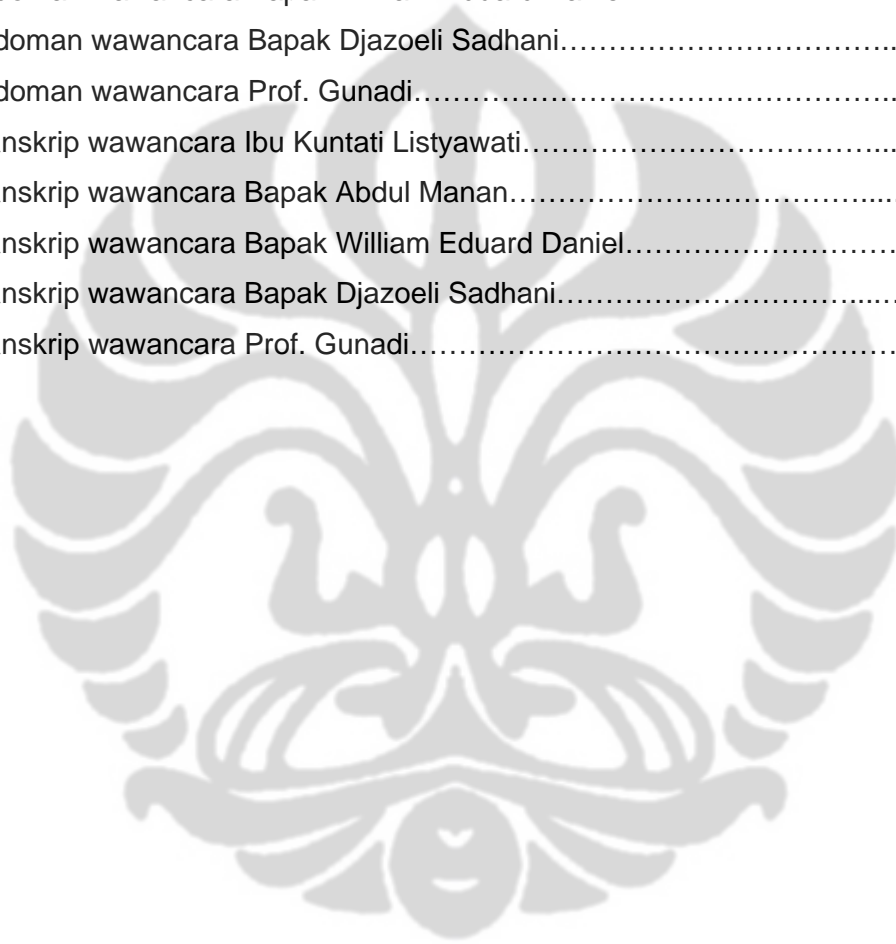 doman wawancara Bapak Djazoeli Sadhani…………………………………..
doman wawancara Prof. Gunadi…………………………………………………..
nskrip wawancara Ibu Kuntati Listyawati………………………………...
nskrip wawancara Bapak Abdul Manan…………………………………...…
nskrip wawancara Bapak William Eduard Daniel………………………
nskrip wawancara Bapak Djazoeli Sadhani…………………………...…
nskrip wawancara Prof. Gunadi………………………………………………